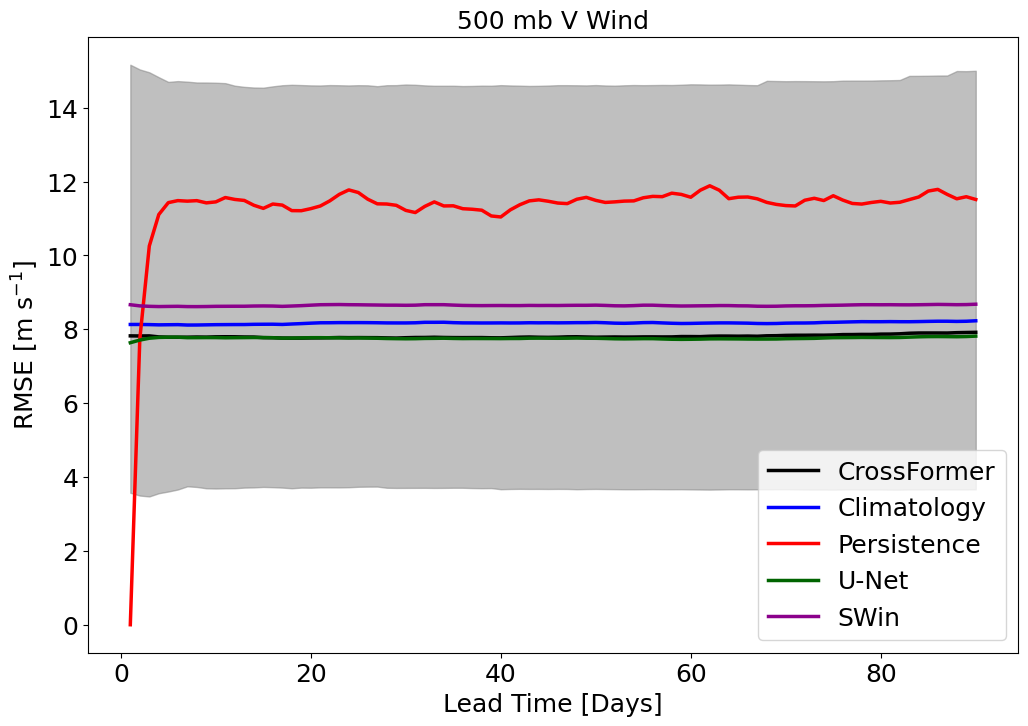 500 mb V Wind
RMSE [m s⁻¹]
14
12
10
8
6
4
2
0
0 20 40 60 80
Lead Time [Days]
CrossFormer
Climatology
Persistence
U-Net
SWin